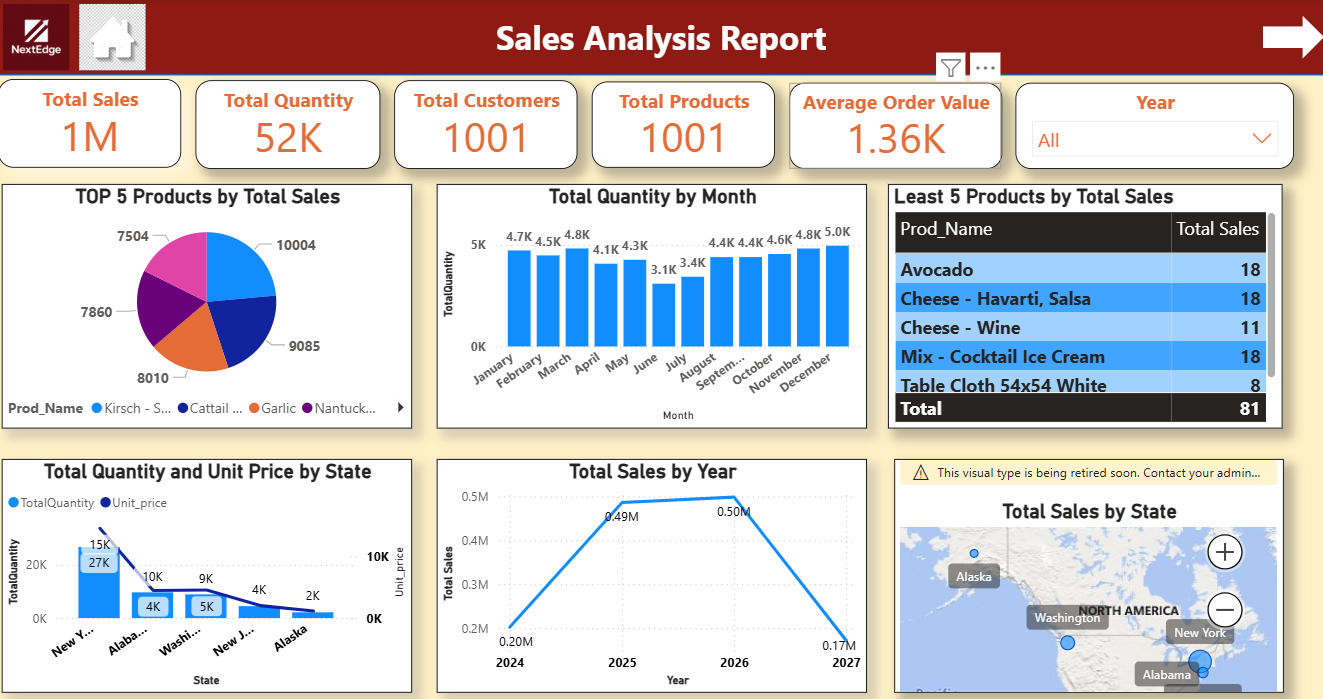 NextEdge
Sales Analysis Report
Total Sales
1M
Total Quantity
52K
Total Customers
1001
Total Products
1001
Average Order Value
1.36K
Year
All
TOP 5 Products by Total Sales
7504
10004
7860
9085
8010
Prod_Name Kirsch - S... Cattail ... Garlic Nantuck...
Total Quantity by Month
TotalQuantity
5K
0K
4.7K 4.5K 4.8K 4.1K 4.3K 3.1K 3.4K 4.4K 4.4K 4.6K 4.8K 5.0K
January February March April May June July August Septem... October November December
Month
Least 5 Products by Total Sales
Prod_Name Total Sales
Avocado 18
Cheese - Havarti, Salsa 18
Cheese - Wine 11
Mix - Cocktail Ice Cream 18
Table Cloth 54x54 White 8
Total 81
Total Quantity and Unit Price by State
TotalQuantity Unit_price
TotalQuantity
20K
0K
15K 10K 9K 4K 2K
27K 4K 5K
10K
0K
Unit_price
New Y... Alaba... Washi... New J... Alaska
State
Total Sales by Year
Total Sales
0.5M
0.4M
0.3M
0.2M
0.20M 0.49M 0.50M 0.17M
2024 2025 2026 2027
Year
This visual type is being retired soon. Contact your admin...
Total Sales by State
Alaska
NORTH AMERICA
Washington
New York
Alabama